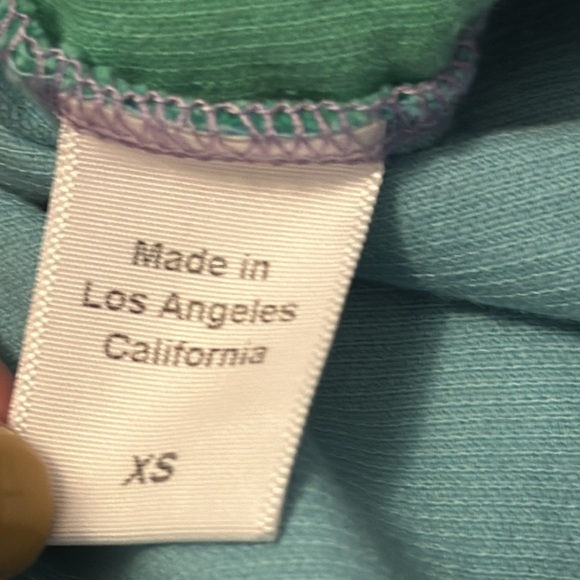 Made in
Los Angeles
California
XS